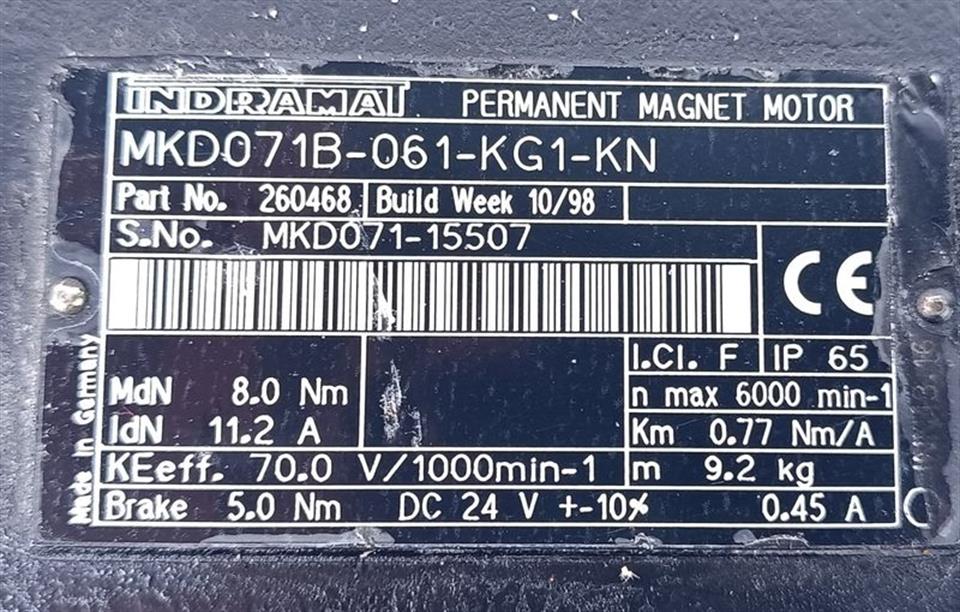 INDRAMAT PERMANENT MAGNET MOTOR
MKD071B-061-KG1-KN
Part No. 260468 Build Week 10/98
S.No. MKD071-15507
CE
I.Cl. F IP 65
MdN 8.0 Nm n max 6000 min-1
IdN 11.2 A Km 0.77 Nm/A
KEeff. 70.0 V/1000min-1 m 9.2 kg
Brake 5.0 Nm DC 24 V +-10% 0.45 A
Made in Germany